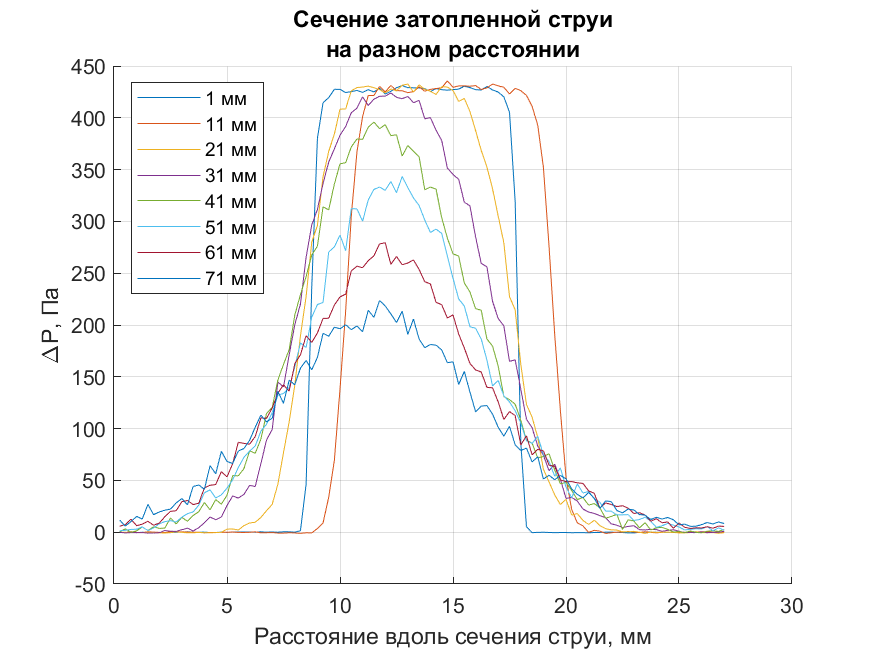 Сечение затопленной струи
на разном расстоянии
450
400
350
300
250
200
150
100
50
0
-50
1 мм
11 мм
21 мм
31 мм
41 мм
51 мм
61 мм
71 мм
ΔP, Па
0 5 10 15 20 25 30
Расстояние вдоль сечения струи, мм